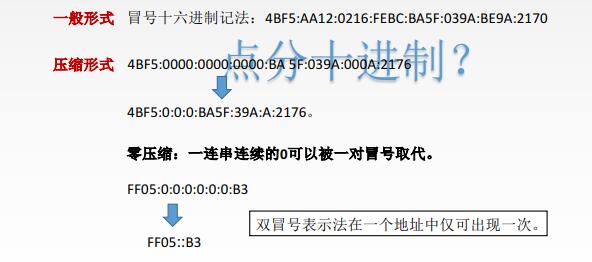 一般形式 冒号十六进制记法：4BF5:AA12:0216:FEBC:BA5F:039A:BE9A:2170
点分十进制？
压缩形式 4BF5:0000:0000:0000:BA 5F:039A:000A:2176
4BF5:0:0:0:BA5F:39A:A:2176。
零压缩：一连串连续的0可以被一对冒号取代。
FF05:0:0:0:0:0:0:B3
双冒号表示法在一个地址中仅可出现一次。
FF05::B3